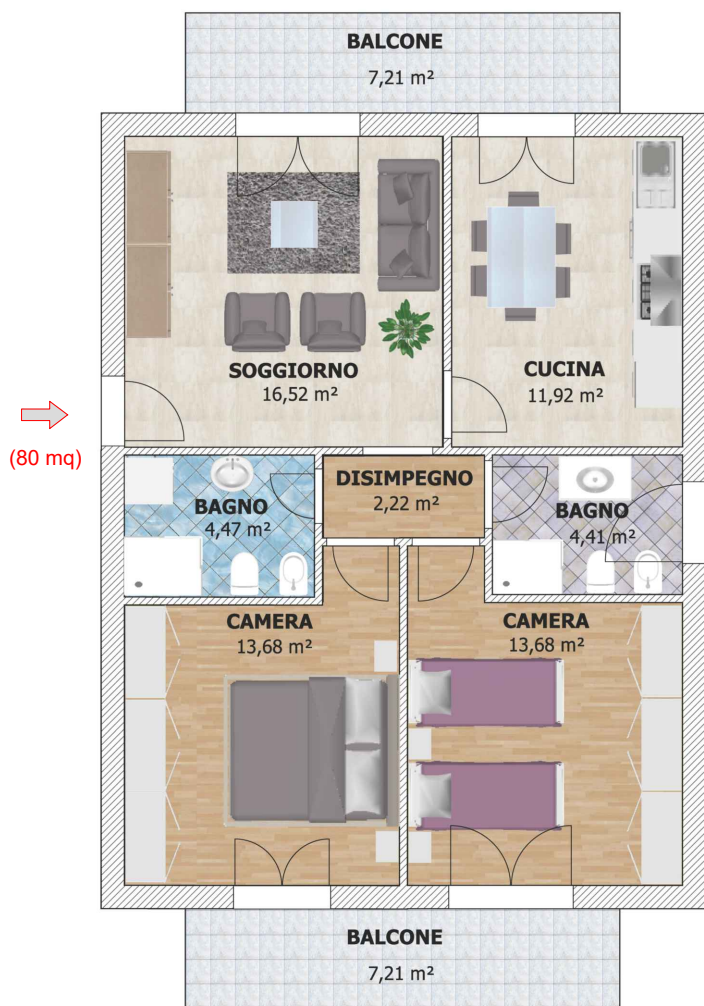 BALCONE
7,21 m²
SOGGIORNO
16,52 m²
CUCINA
11,92 m²
(80 mq)
DISIMPEGNO
2,22 m²
BAGNO
4,47 m²
BAGNO
4,41 m²
CAMERA
13,68 m²
CAMERA
13,68 m²
BALCONE
7,21 m²